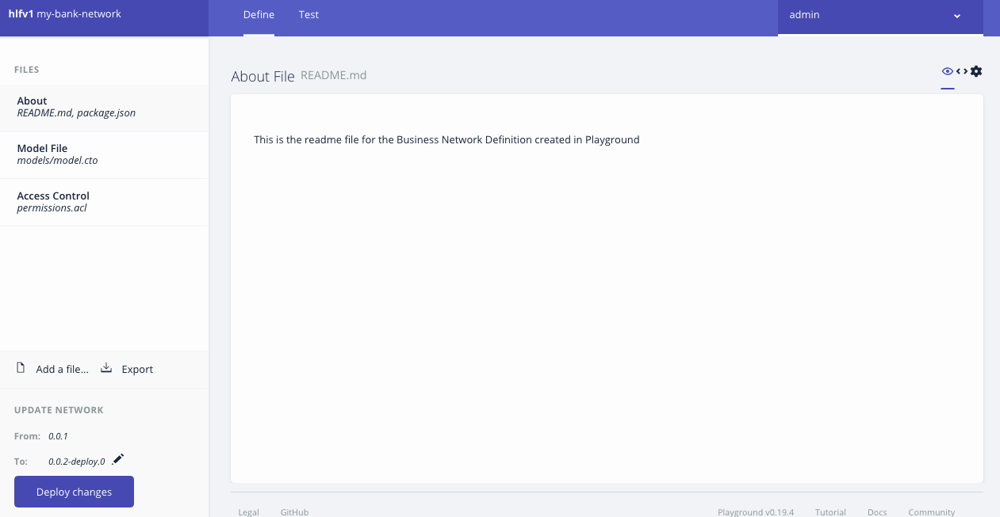 hlfv1 my-bank-network
Define
Test
admin
FILES
About
README.md, package.json
Model File
models/model.cto
Access Control
permissions.acl
Add a file...
Export
UPDATE NETWORK
From: 0.0.1
To: 0.0.2-deploy.0
Deploy changes
About File README.md
This is the readme file for the Business Network Definition created in Playground
Legal
GitHub
Playground v0.19.4
Tutorial
Docs
Community